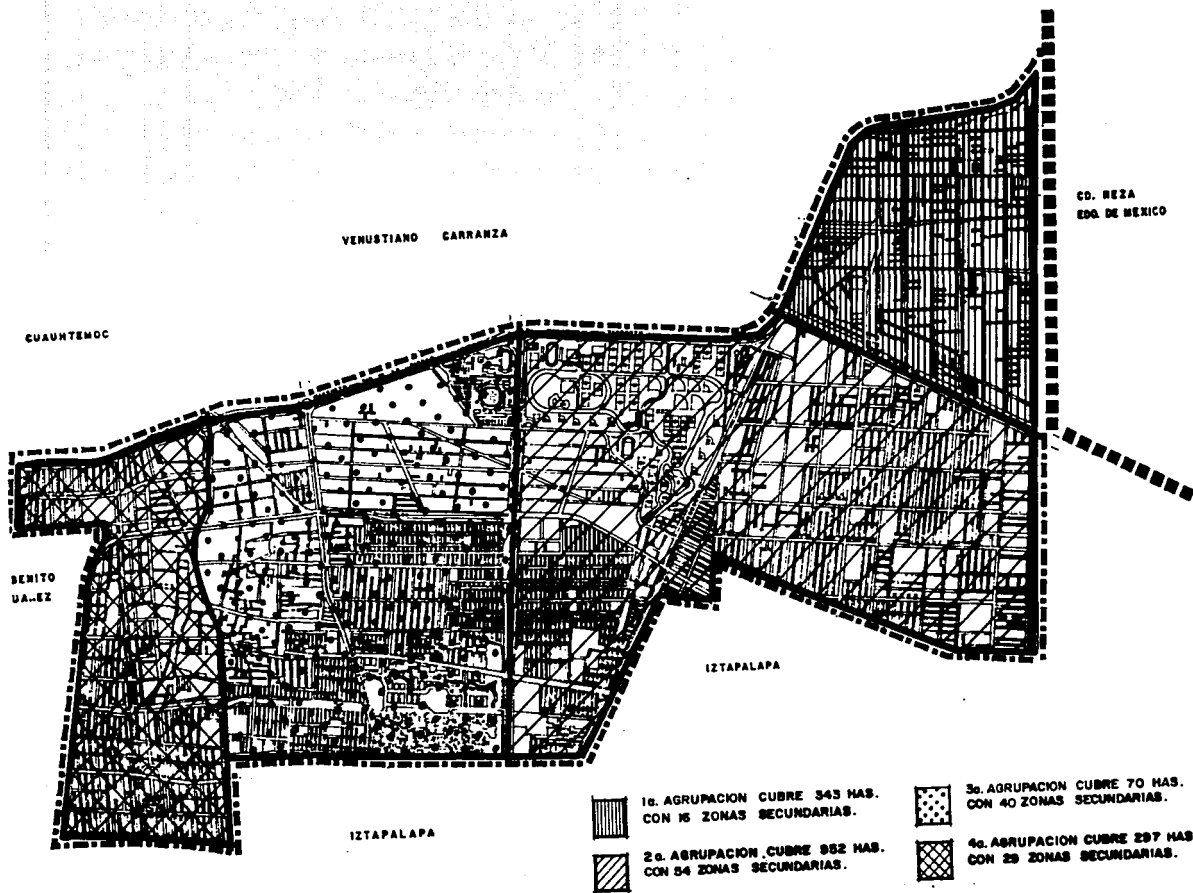 CD. NEZA
EDO. DE MEXICO
VENUSTIANO CARRANZA
CUAUHTEMOC
BENITO
IZTAPALAPA
IZTAPALAPA
1a. AGRUPACION CUBRE 343 HAS.
CON 16 ZONAS SECUNDARIAS.
2a. AGRUPACION CUBRE 952 HAS.
CON 54 ZONAS SECUNDARIAS.
3a. AGRUPACION CUBRE 70 HAS.
CON 40 ZONAS SECUNDARIAS.
4a. AGRUPACION CUBRE 297 HAS
CON 29 ZONAS SECUNDARIAS.